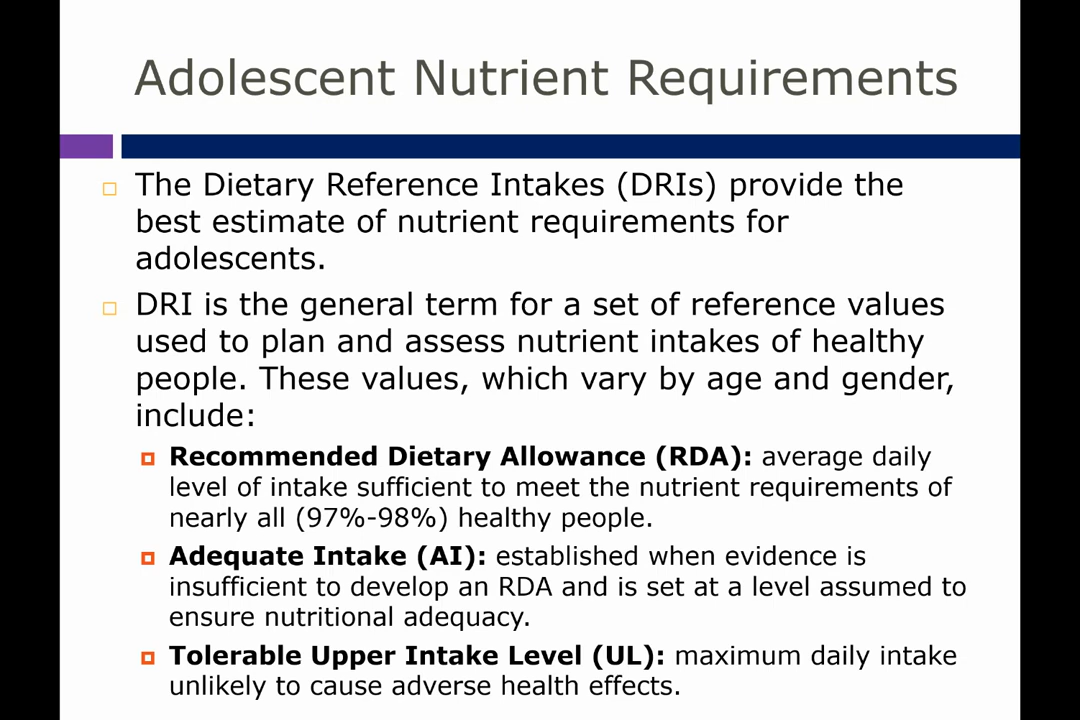 Adolescent Nutrient Requirements
The Dietary Reference Intakes (DRIs) provide the
best estimate of nutrient requirements for
adolescents.
DRI is the general term for a set of reference values
used to plan and assess nutrient intakes of healthy
people. These values, which vary by age and gender,
include:
Recommended Dietary Allowance (RDA): average daily
level of intake sufficient to meet the nutrient requirements of
nearly all (97%-98%) healthy people.
Adequate Intake (AI): established when evidence is
insufficient to develop an RDA and is set at a level assumed to
ensure nutritional adequacy.
Tolerable Upper Intake Level (UL): maximum daily intake
unlikely to cause adverse health effects.